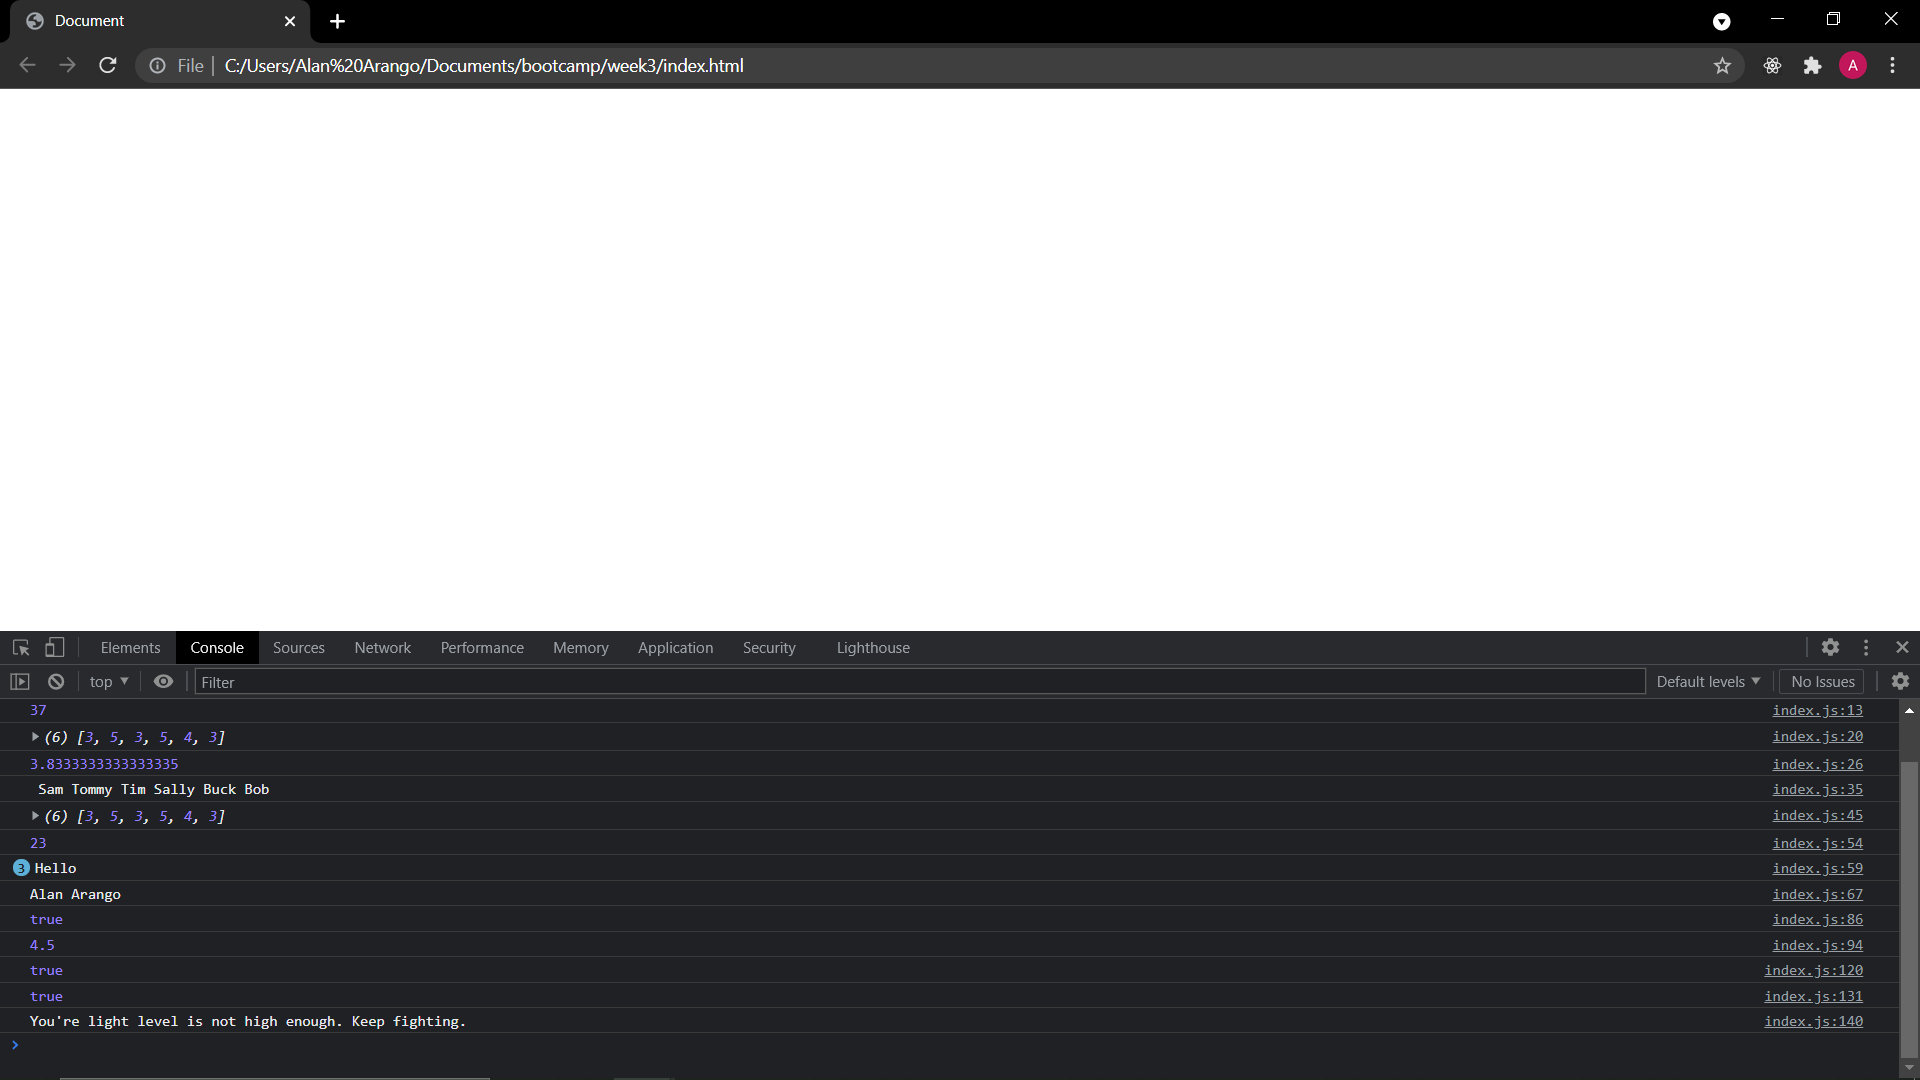 Document
File | C:/Users/Alan%20Arango/Documents/bootcamp/week3/index.html
A
Elements Console Sources Network Performance Memory Application Security Lighthouse
top Filter Default levels No Issues
37 index.js:13
(6) [3, 5, 3, 5, 4, 3] index.js:20
3.8333333333333335 index.js:26
Sam Tommy Tim Sally Buck Bob index.js:35
(6) [3, 5, 3, 5, 4, 3] index.js:45
23 index.js:54
3 Hello index.js:59
Alan Arango index.js:67
true index.js:86
4.5 index.js:94
true index.js:120
true index.js:131
You're light level is not high enough. Keep fighting. index.js:140